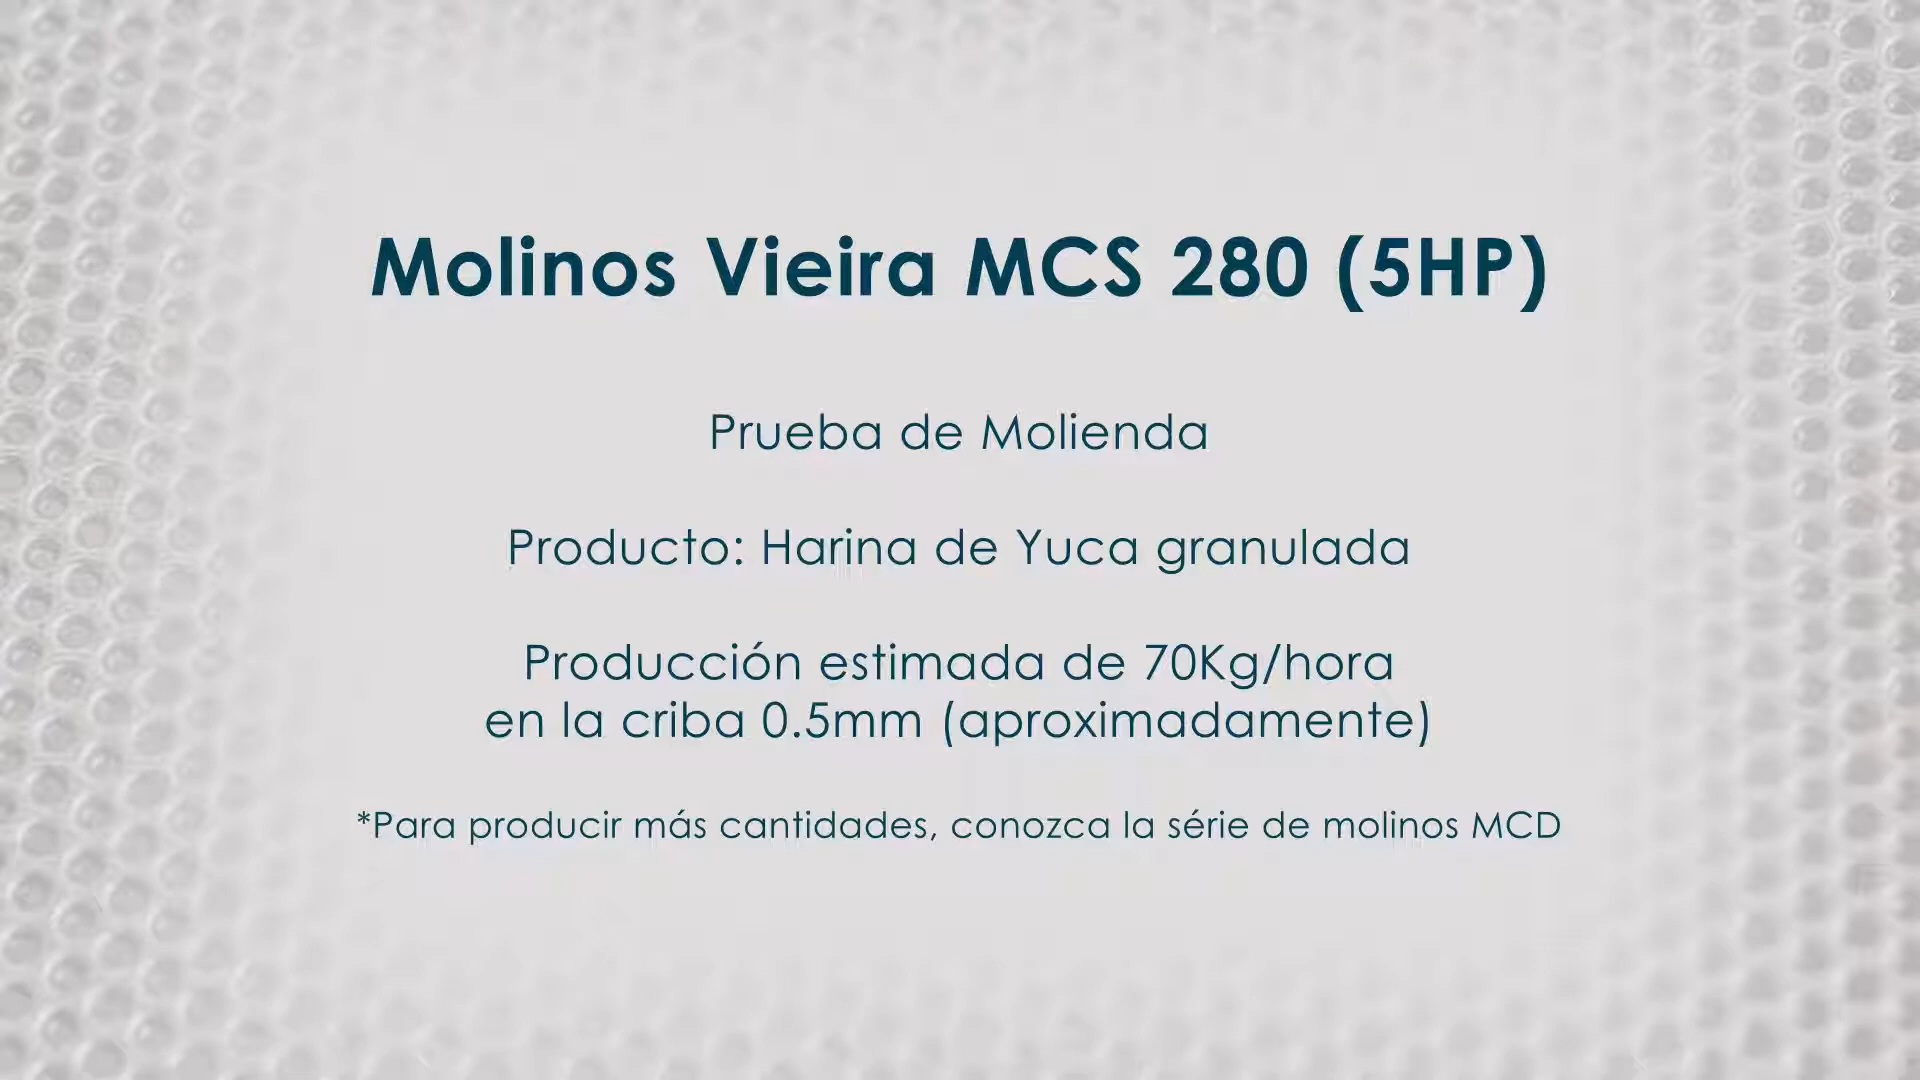 Molinos Vieira MCS 280 (5HP)
Prueba de Molienda
Producto: Harina de Yuca granulada
Producción estimada de 70Kg/hora
en la criba 0.5mm (aproximadamente)
*Para producir más cantidades, conozca la série de molinos MCD